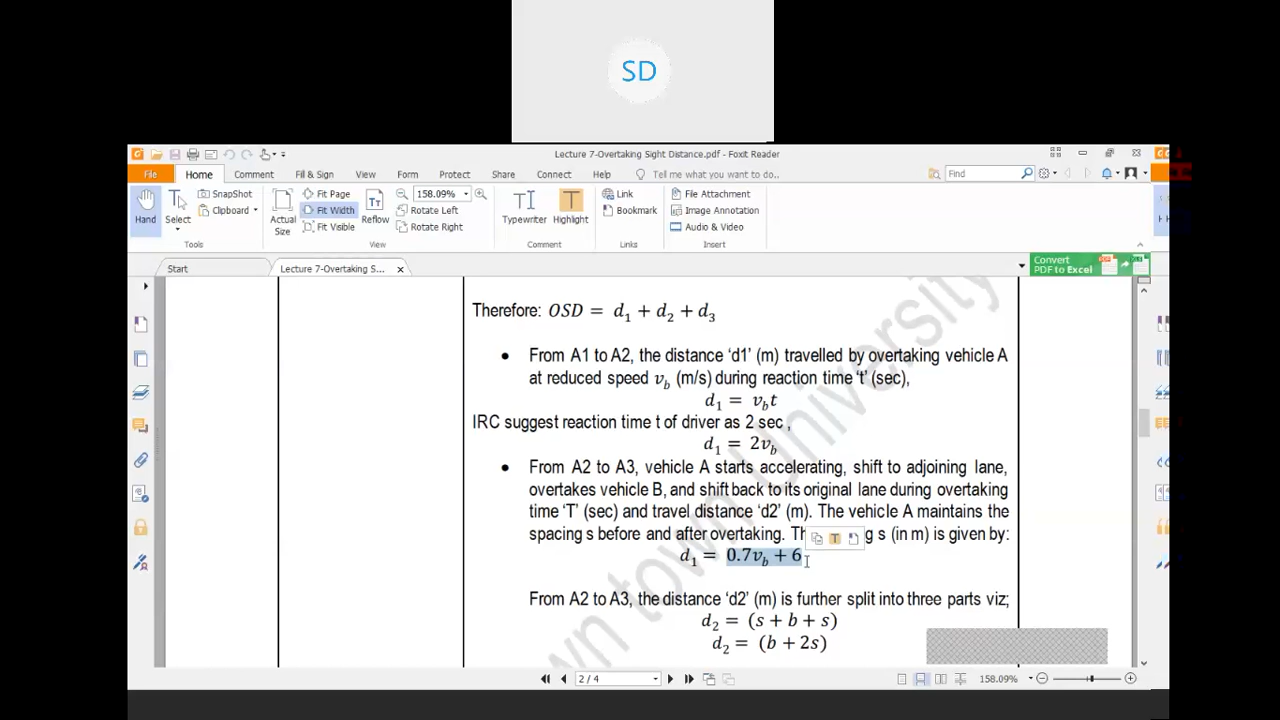 SD
Lecture 7-Overtaking Sight Distance.pdf - Foxit Reader
File Home Comment Fill & Sign View Form Protect Share Connect Help Tell me what you want to do... Find
Hand
Select
SnapShot
Clipboard
Tools
Actual Size
Fit Page
Fit Width
Fit Visible
Reflow
158.09%
Rotate Left
Rotate Right
View
Typewriter
Highlight
Comment
Link
Bookmark
Links
File Attachment
Image Annotation
Audio & Video
Insert
Start
Lecture 7-Overtaking S...
Convert
PDF to Excel
Therefore: OSD = d₁ + d₂ + d₃
• From A1 to A2, the distance ‘d1’ (m) travelled by overtaking vehicle A
at reduced speed v_b (m/s) during reaction time ‘t’ (sec),
d₁ = v_b t
IRC suggest reaction time t of driver as 2 sec ,
d₁ = 2v_b
• From A2 to A3, vehicle A starts accelerating, shift to adjoining lane,
overtakes vehicle B, and shift back to its original lane during overtaking
time ‘T’ (sec) and travel distance ‘d2’ (m). The vehicle A maintains the
spacing s before and after overtaking. Th g s (in m) is given by:
d₁ = 0.7v_b + 6
From A2 to A3, the distance ‘d2’ (m) is further split into three parts viz;
d₂ = (s + b + s)
d₂ = (b + 2s)
own town University
2 / 4
158.09%